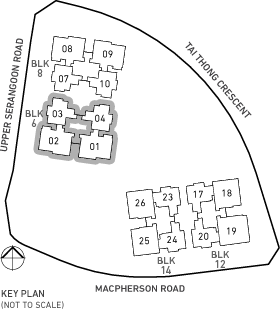 UPPER SERANGOON ROAD
TAI THONG CRESCENT
08
09
BLK
8
07
10
BLK
6
03
04
02
01
26
23
17
18
25
24
20
19
BLK
14
BLK
12
KEY PLAN
(NOT TO SCALE)
MACPHERSON ROAD